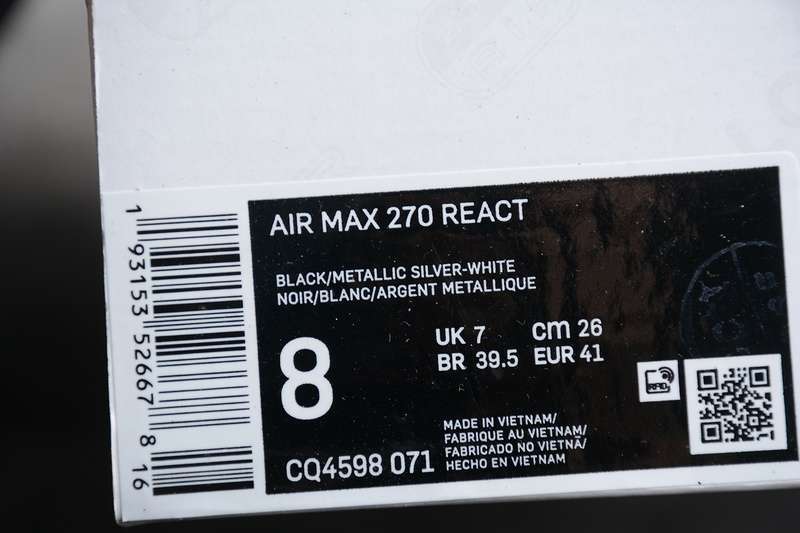 AIR MAX 270 REACT
BLACK/METALLIC SILVER-WHITE
NOIR/BLANC/ARGENT METALLIQUE
8
UK 7 cm 26
BR 39.5 EUR 41
CQ4598 071
MADE IN VIETNAM/
FABRIQUE AU VIETNAM/
FABRICADO NO VIETNÃ/
HECHO EN VIETNAM
RFID
1 93153 52667 8 16